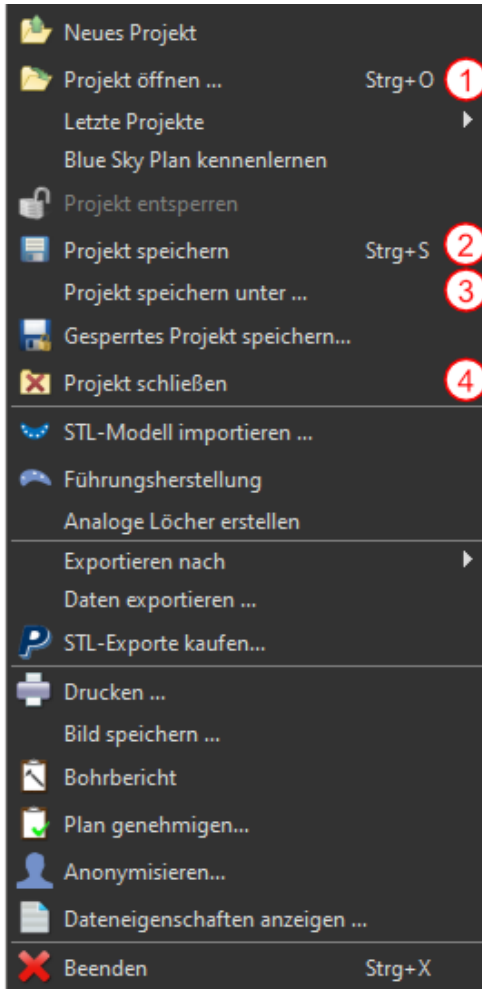 Neues Projekt
Projekt öffnen ... Strg+O 1
Letzte Projekte
Blue Sky Plan kennenlernen
Projekt entsperren
Projekt speichern Strg+S 2
Projekt speichern unter ... 3
Gesperrtes Projekt speichern...
Projekt schließen 4
STL-Modell importieren ...
Führungsherstellung
Analoge Löcher erstellen
Exportieren nach
Daten exportieren ...
STL-Exporte kaufen...
Drucken ...
Bild speichern ...
Bohrbericht
Plan genehmigen...
Anonymisieren...
Dateneigenschaften anzeigen ...
Beenden Strg+X